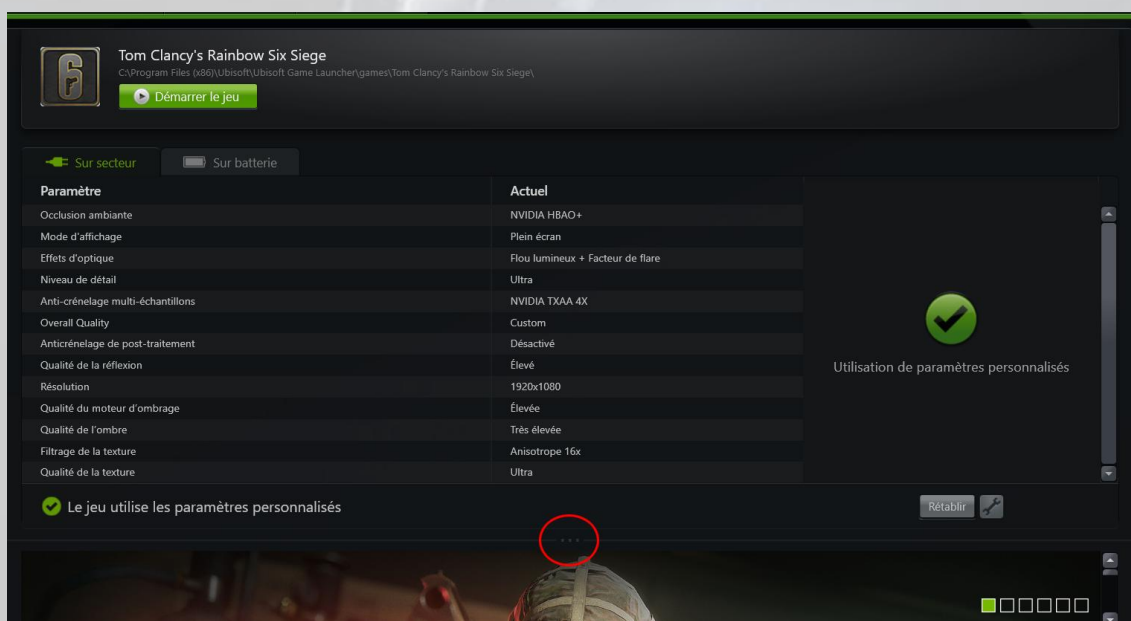 Tom Clancy's Rainbow Six Siege
C:\Program Files (x86)\Ubisoft\Ubisoft Game Launcher\games\Tom Clancy's Rainbow Six Siege\
Démarrer le jeu
Sur secteur Sur batterie
Paramètre Actuel
Occlusion ambiante NVIDIA HBAO+
Mode d'affichage Plein écran
Effets d'optique Flou lumineux + Facteur de flare
Niveau de détail Ultra
Anti-crénelage multi-échantillons NVIDIA TXAA 4X
Overall Quality Custom
Anticrénelage de post-traitement Désactivé
Qualité de la réflexion Élevé
Utilisation de paramètres personnalisés
Résolution 1920x1080
Qualité du moteur d'ombrage Élevée
Qualité de l'ombre Très élevée
Filtrage de la texture Anisotrope 16x
Qualité de la texture Ultra
Le jeu utilise les paramètres personnalisés
Rétablir